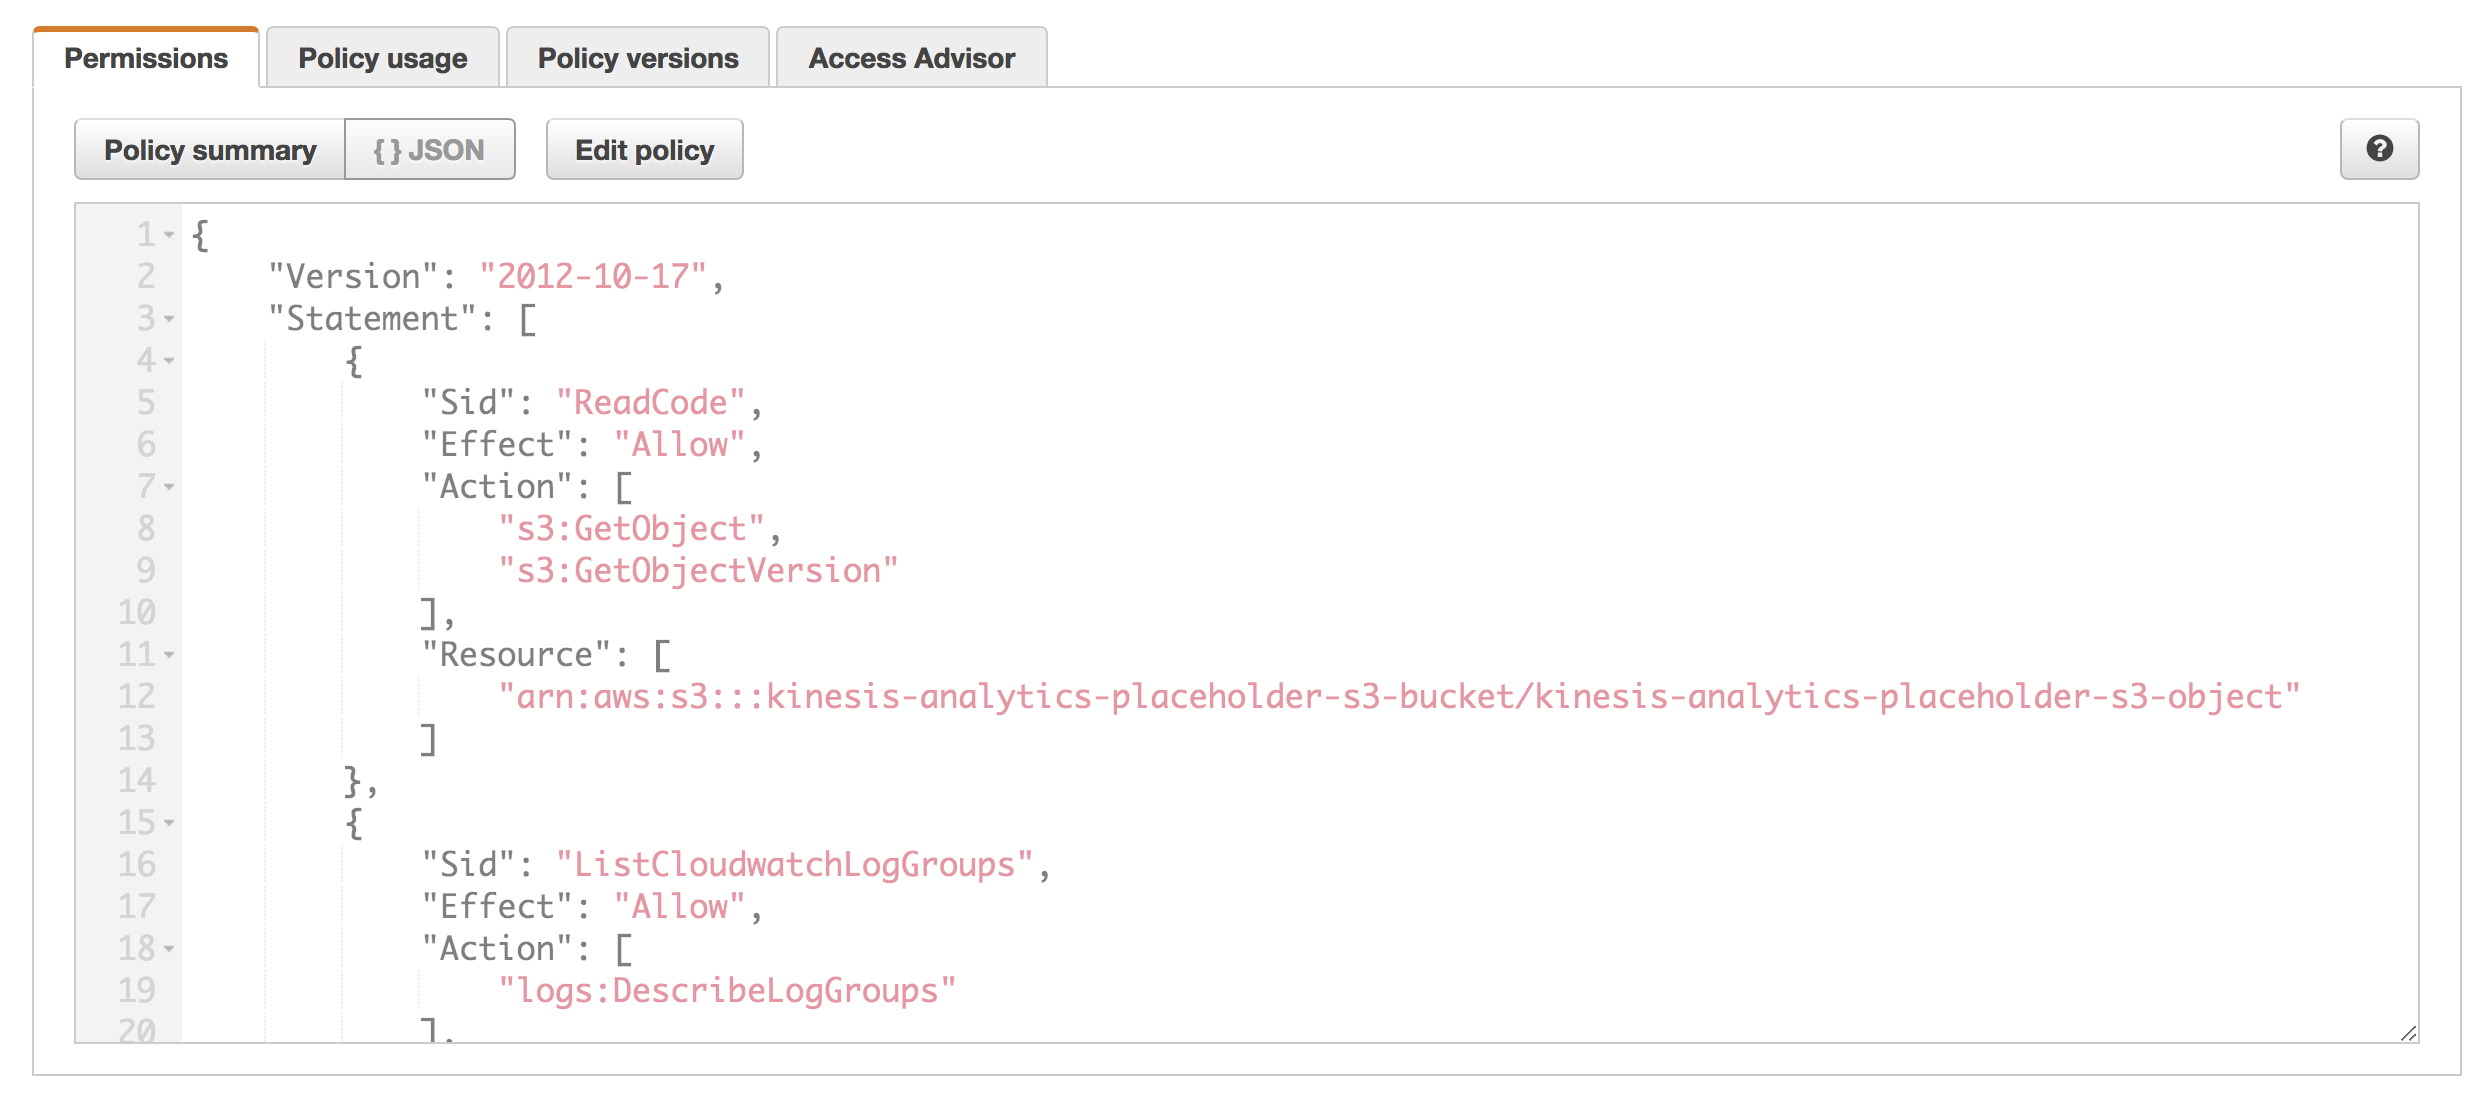 Permissions Policy usage Policy versions Access Advisor
Policy summary { } JSON Edit policy ?
1 {
2 "Version": "2012-10-17",
3 "Statement": [
4 {
5 "Sid": "ReadCode",
6 "Effect": "Allow",
7 "Action": [
8 "s3:GetObject",
9 "s3:GetObjectVersion"
10 ],
11 "Resource": [
12 "arn:aws:s3:::kinesis-analytics-placeholder-s3-bucket/kinesis-analytics-placeholder-s3-object"
13 ]
14 },
15 {
16 "Sid": "ListCloudwatchLogGroups",
17 "Effect": "Allow",
18 "Action": [
19 "logs:DescribeLogGroups"
20 ],